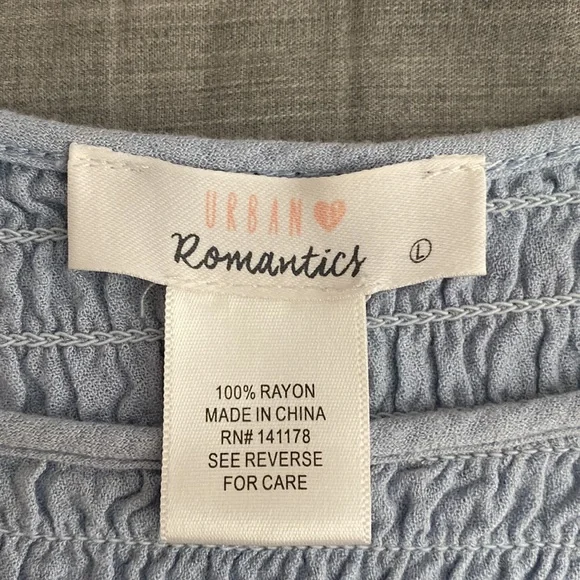 URBAN
Romantics
L
100% RAYON
MADE IN CHINA
RN# 141178
SEE REVERSE
FOR CARE